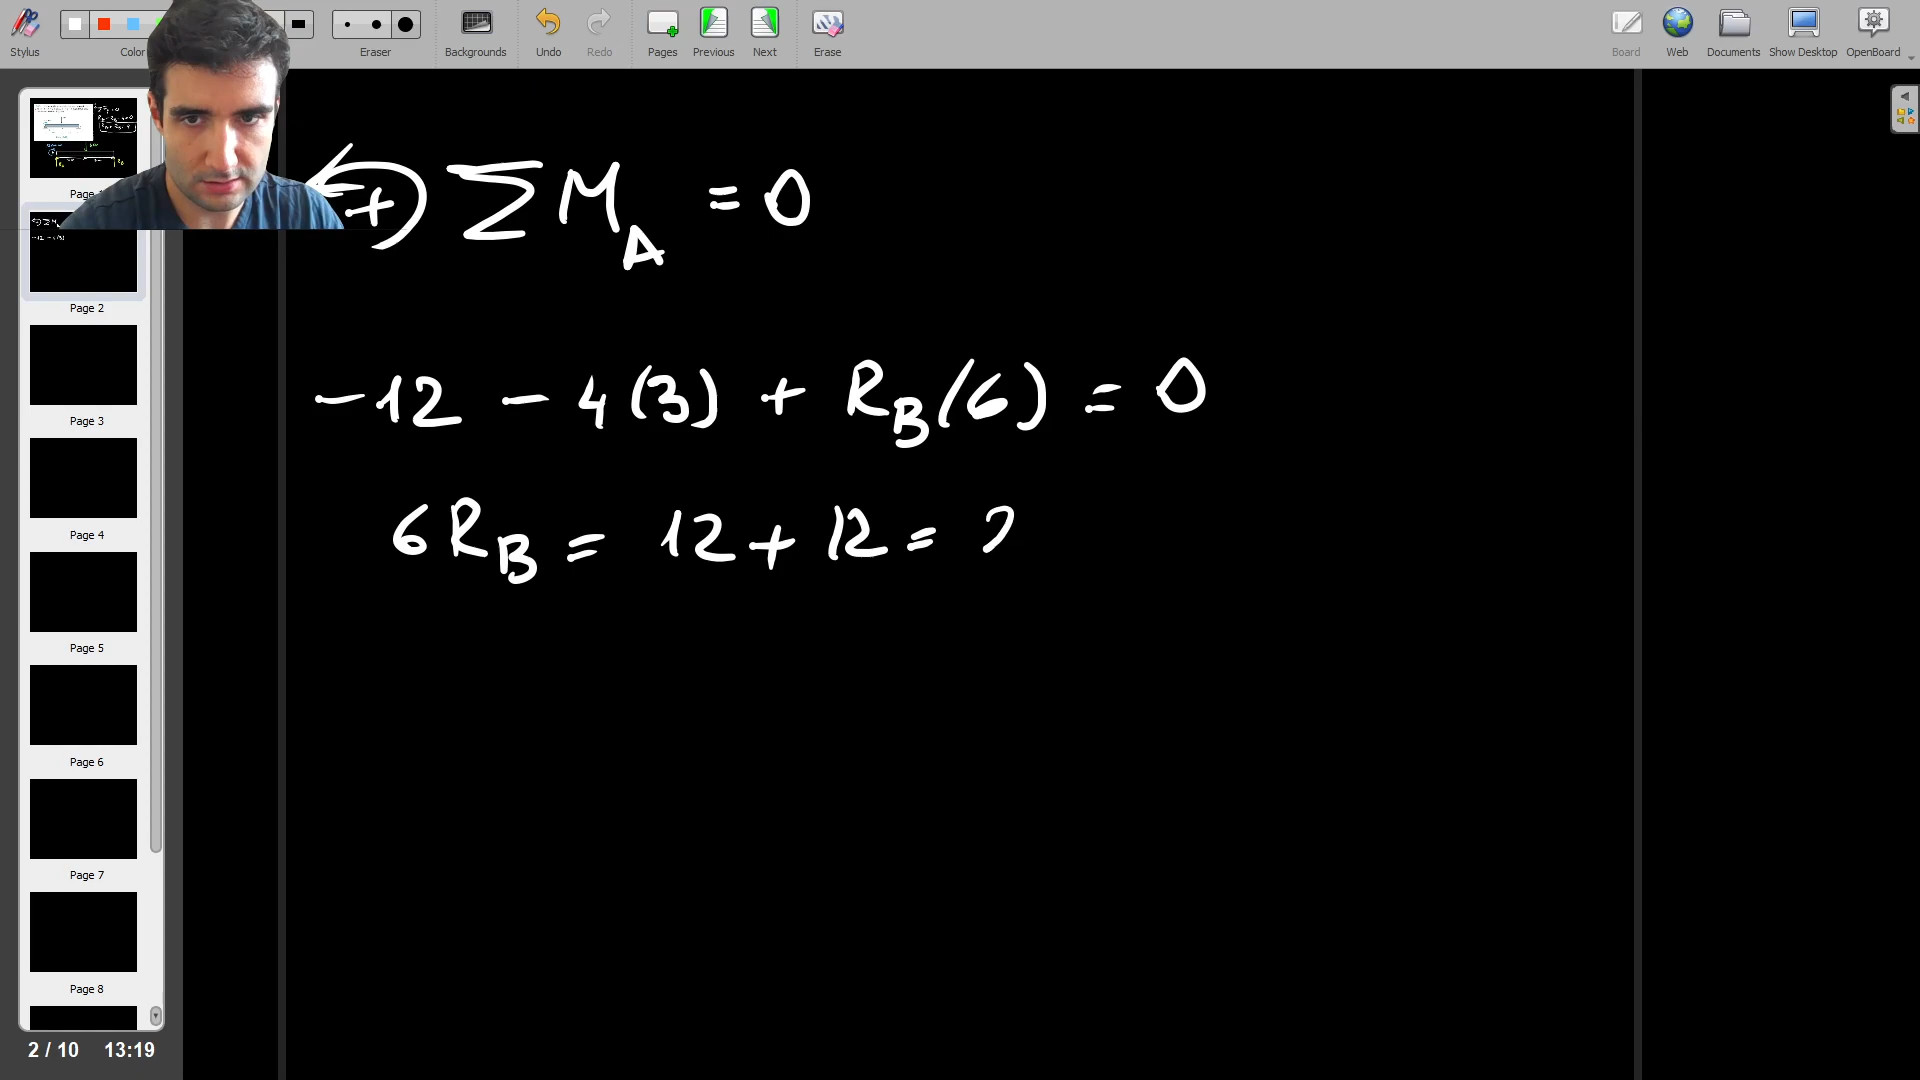 Stylus Color Eraser Backgrounds Undo Redo Pages Previous Next Erase Board Web Documents Show Desktop OpenBoard
+ ΣM_A = 0
-12 - 4(3) + R_B(6) = 0
6R_B = 12 + 12 = 2
Page 2
Page 3
Page 4
Page 5
Page 6
Page 7
Page 8
2 / 10 13:19